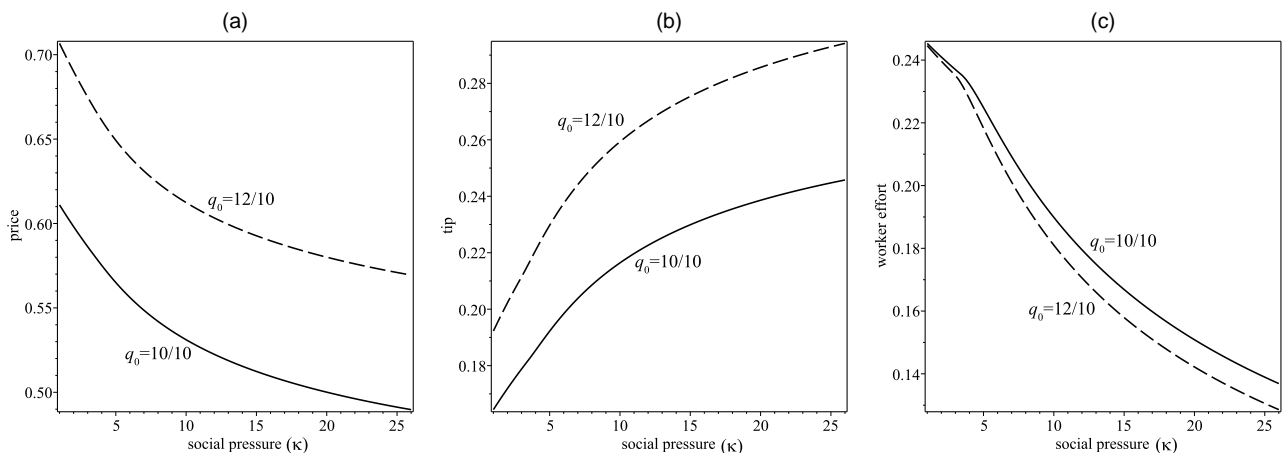 (a)
0.70
0.65
0.60
0.55
0.50
price
q₀=12/10
q₀=10/10
5 10 15 20 25
social pressure (κ)
(b)
0.28
0.26
0.24
0.22
0.20
0.18
tip
q₀=12/10
q₀=10/10
5 10 15 20 25
social pressure (κ)
(c)
0.24
0.22
0.20
0.18
0.16
0.14
worker effort
q₀=10/10
q₀=12/10
5 10 15 20 25
social pressure (κ)